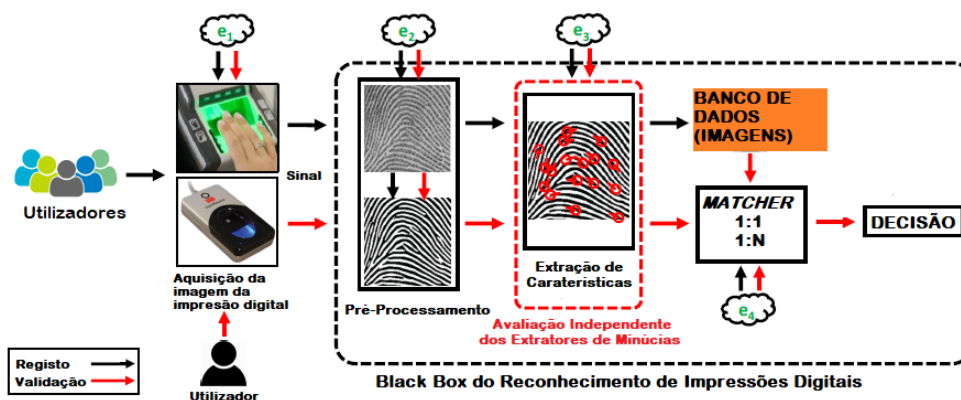 e1
e2
e3
BANCO DE
DADOS
(IMAGENS)
Sinal
Utilizadores
MATCHER
1:1
1:N
DECISÃO
Aquisição da
imagem da
impresão digital
Pré-Processamento
Extração de
Caraterísticas
e4
Avaliação Independente
dos Extratores de Minúcias
Registo
Validação
Utilizador
Black Box do Reconhecimento de Impressões Digitais